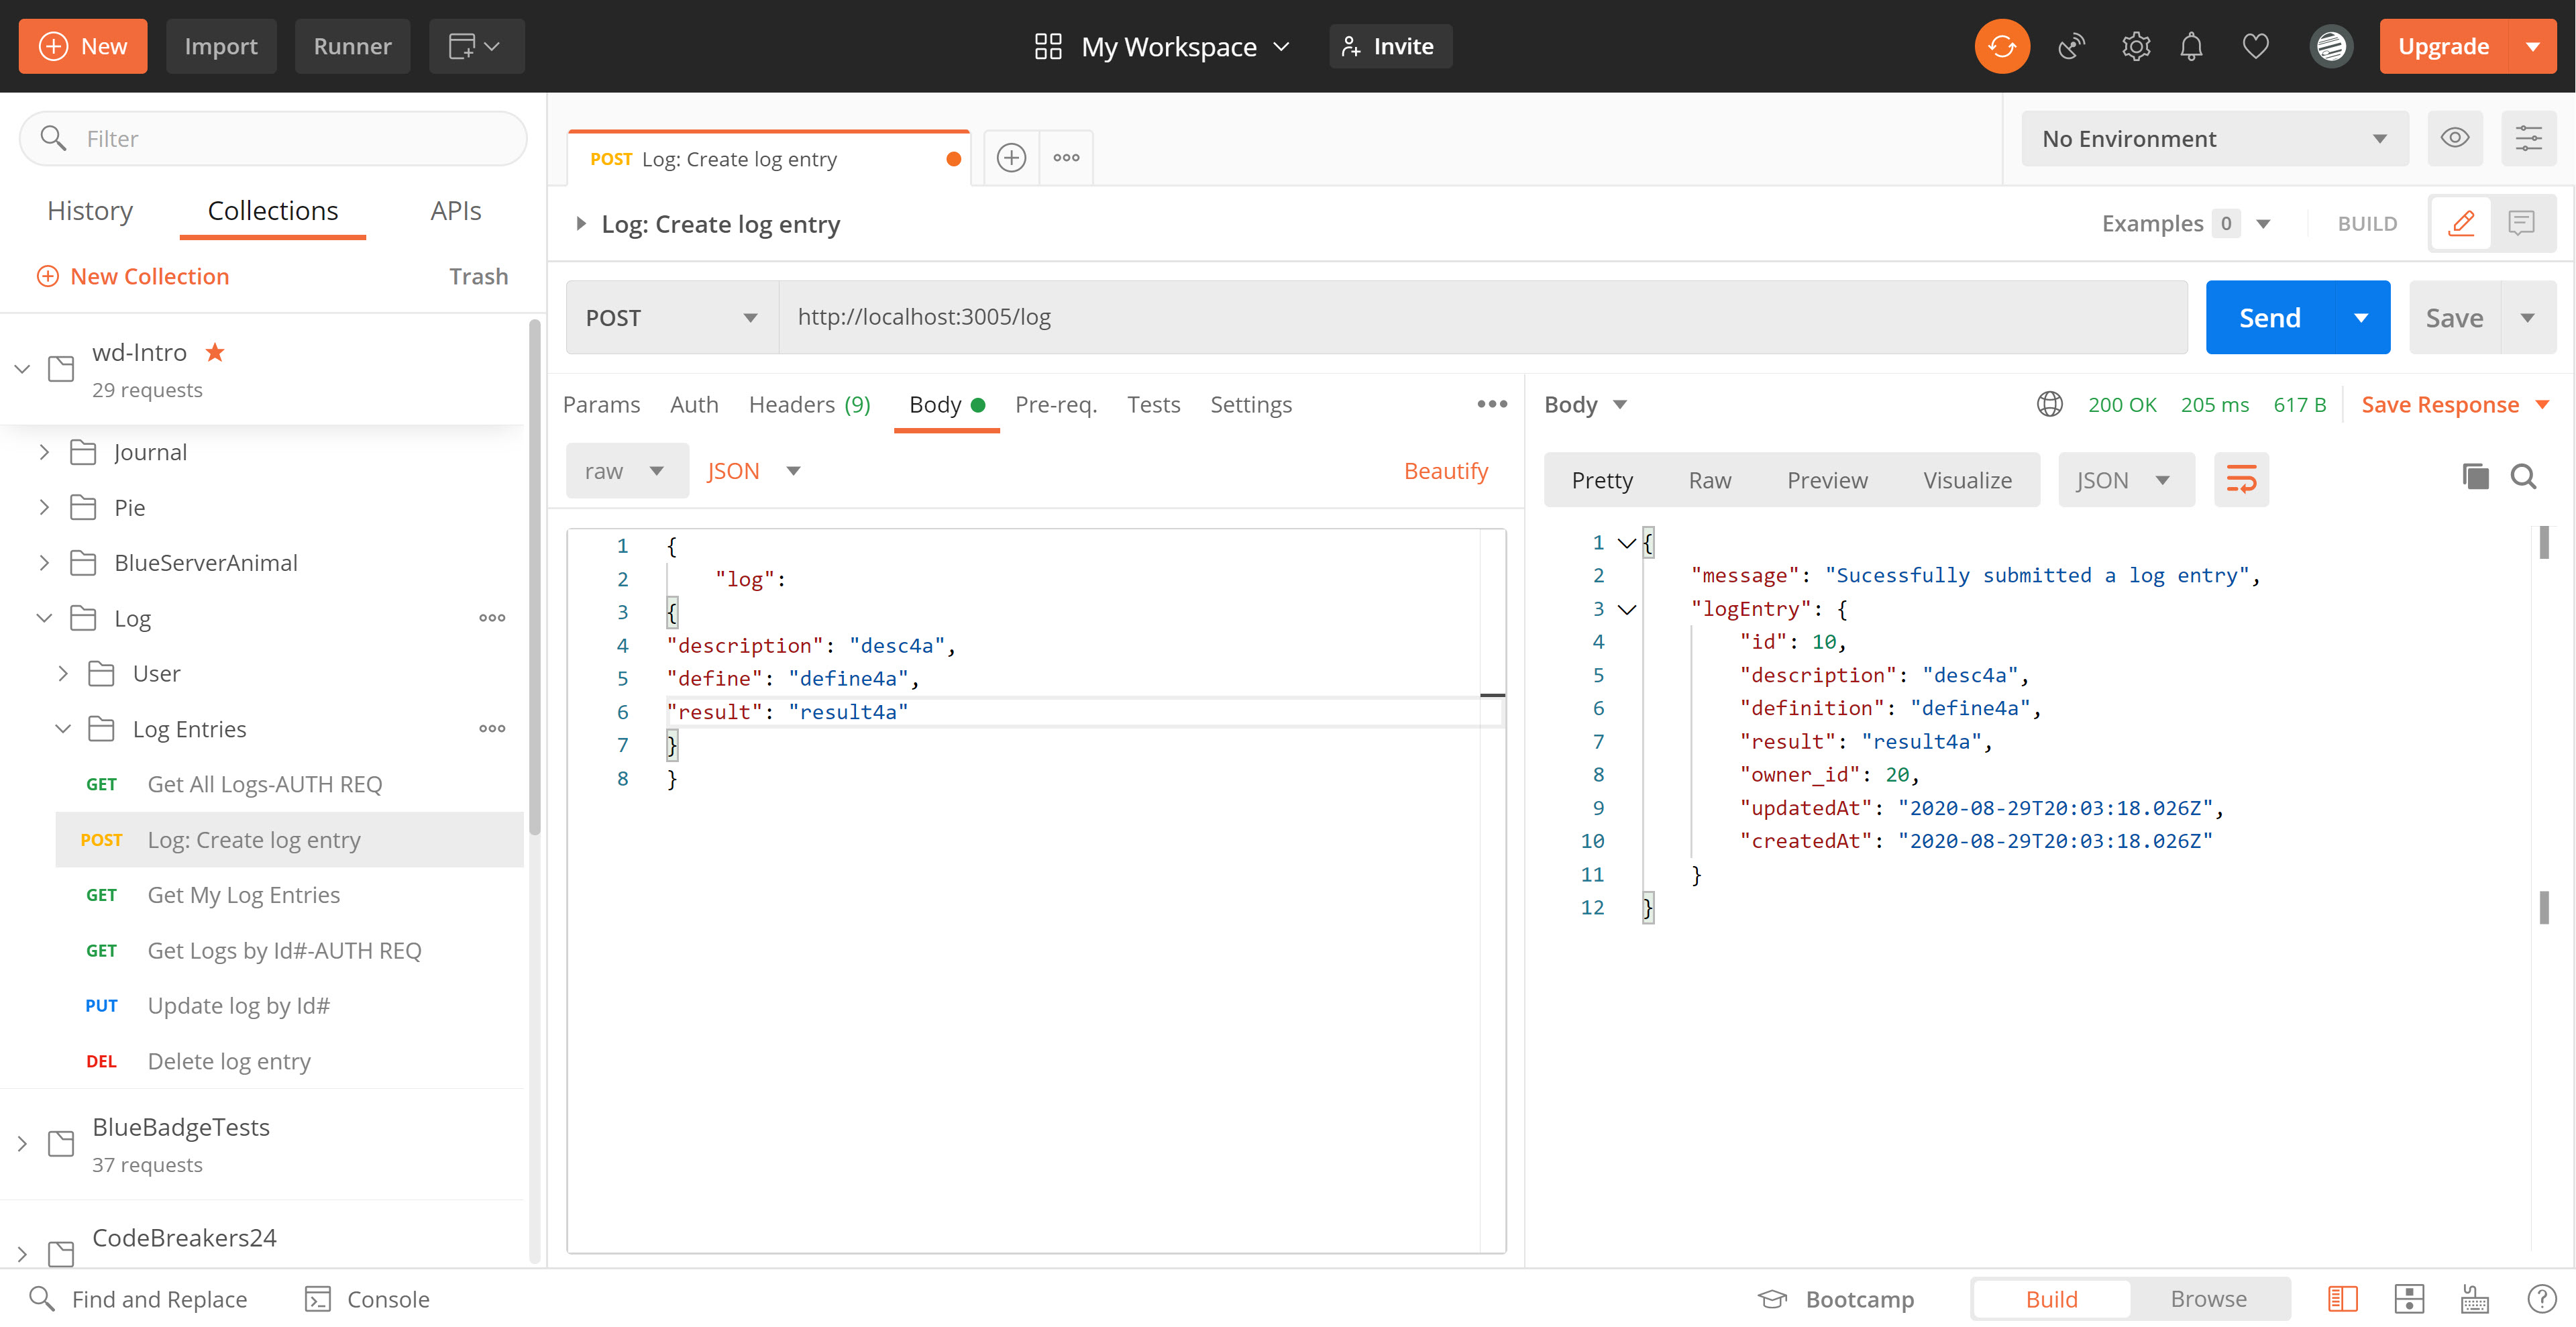 New Import Runner My Workspace Invite Upgrade
Filter
History Collections APIs
New Collection Trash
wd-Intro
29 requests
Journal
Pie
BlueServerAnimal
Log
User
Log Entries
GET Get All Logs-AUTH REQ
POST Log: Create log entry
GET Get My Log Entries
GET Get Logs by Id#-AUTH REQ
PUT Update log by Id#
DEL Delete log entry
BlueBadgeTests
37 requests
CodeBreakers24
POST Log: Create log entry
No Environment
Log: Create log entry
Examples 0 BUILD
POST http://localhost:3005/log Send Save
Params Auth Headers (9) Body Pre-req. Tests Settings
raw JSON Beautify
1 {
2 "log":
3 {
4 "description": "desc4a",
5 "define": "define4a",
6 "result": "result4a"
7 }
8 }
Body 200 OK 205 ms 617 B Save Response
Pretty Raw Preview Visualize JSON
1 {
2 "message": "Sucessfully submitted a log entry",
3 "logEntry": {
4 "id": 10,
5 "description": "desc4a",
6 "definition": "define4a",
7 "result": "result4a",
8 "owner_id": 20,
9 "updatedAt": "2020-08-29T20:03:18.026Z",
10 "createdAt": "2020-08-29T20:03:18.026Z"
11 }
12 }
Find and Replace Console Bootcamp Build Browse